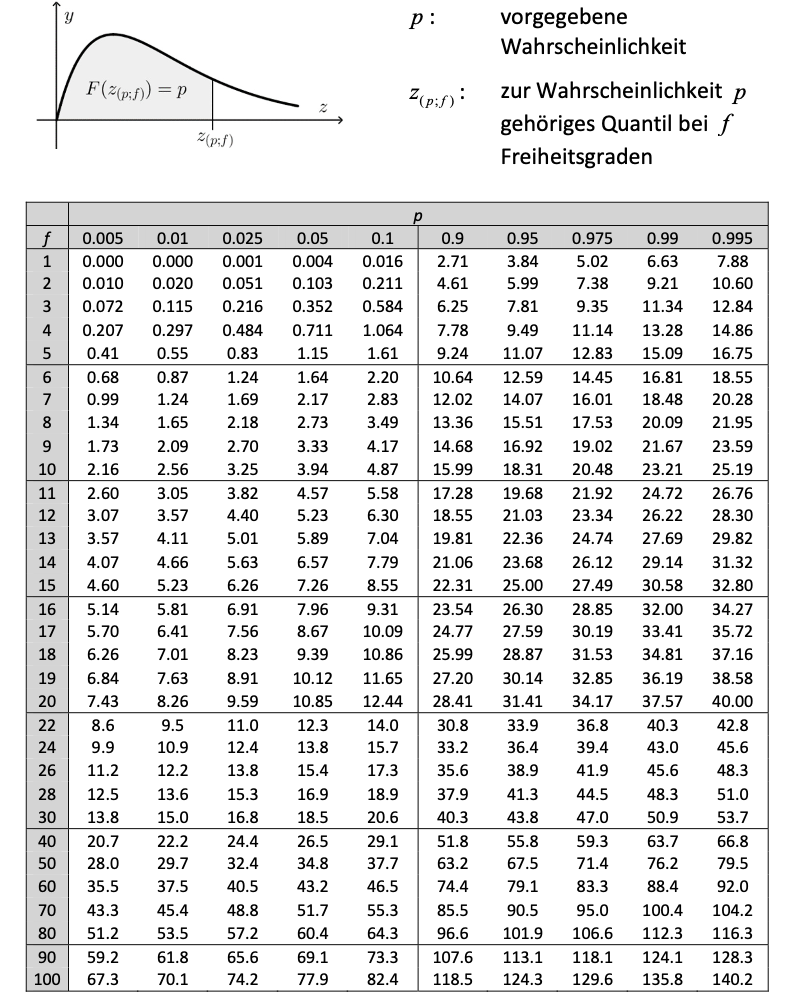 y
F(z(p;f)) = p
z
z(p;f)
p : vorgegebene
Wahrscheinlichkeit
z(p;f) : zur Wahrscheinlichkeit p
gehöriges Quantil bei f
Freiheitsgraden
p
f 0.005 0.01 0.025 0.05 0.1 0.9 0.95 0.975 0.99 0.995
1 0.000 0.000 0.001 0.004 0.016 2.71 3.84 5.02 6.63 7.88
2 0.010 0.020 0.051 0.103 0.211 4.61 5.99 7.38 9.21 10.60
3 0.072 0.115 0.216 0.352 0.584 6.25 7.81 9.35 11.34 12.84
4 0.207 0.297 0.484 0.711 1.064 7.78 9.49 11.14 13.28 14.86
5 0.41 0.55 0.83 1.15 1.61 9.24 11.07 12.83 15.09 16.75
6 0.68 0.87 1.24 1.64 2.20 10.64 12.59 14.45 16.81 18.55
7 0.99 1.24 1.69 2.17 2.83 12.02 14.07 16.01 18.48 20.28
8 1.34 1.65 2.18 2.73 3.49 13.36 15.51 17.53 20.09 21.95
9 1.73 2.09 2.70 3.33 4.17 14.68 16.92 19.02 21.67 23.59
10 2.16 2.56 3.25 3.94 4.87 15.99 18.31 20.48 23.21 25.19
11 2.60 3.05 3.82 4.57 5.58 17.28 19.68 21.92 24.72 26.76
12 3.07 3.57 4.40 5.23 6.30 18.55 21.03 23.34 26.22 28.30
13 3.57 4.11 5.01 5.89 7.04 19.81 22.36 24.74 27.69 29.82
14 4.07 4.66 5.63 6.57 7.79 21.06 23.68 26.12 29.14 31.32
15 4.60 5.23 6.26 7.26 8.55 22.31 25.00 27.49 30.58 32.80
16 5.14 5.81 6.91 7.96 9.31 23.54 26.30 28.85 32.00 34.27
17 5.70 6.41 7.56 8.67 10.09 24.77 27.59 30.19 33.41 35.72
18 6.26 7.01 8.23 9.39 10.86 25.99 28.87 31.53 34.81 37.16
19 6.84 7.63 8.91 10.12 11.65 27.20 30.14 32.85 36.19 38.58
20 7.43 8.26 9.59 10.85 12.44 28.41 31.41 34.17 37.57 40.00
22 8.6 9.5 11.0 12.3 14.0 30.8 33.9 36.8 40.3 42.8
24 9.9 10.9 12.4 13.8 15.7 33.2 36.4 39.4 43.0 45.6
26 11.2 12.2 13.8 15.4 17.3 35.6 38.9 41.9 45.6 48.3
28 12.5 13.6 15.3 16.9 18.9 37.9 41.3 44.5 48.3 51.0
30 13.8 15.0 16.8 18.5 20.6 40.3 43.8 47.0 50.9 53.7
40 20.7 22.2 24.4 26.5 29.1 51.8 55.8 59.3 63.7 66.8
50 28.0 29.7 32.4 34.8 37.7 63.2 67.5 71.4 76.2 79.5
60 35.5 37.5 40.5 43.2 46.5 74.4 79.1 83.3 88.4 92.0
70 43.3 45.4 48.8 51.7 55.3 85.5 90.5 95.0 100.4 104.2
80 51.2 53.5 57.2 60.4 64.3 96.6 101.9 106.6 112.3 116.3
90 59.2 61.8 65.6 69.1 73.3 107.6 113.1 118.1 124.1 128.3
100 67.3 70.1 74.2 77.9 82.4 118.5 124.3 129.6 135.8 140.2